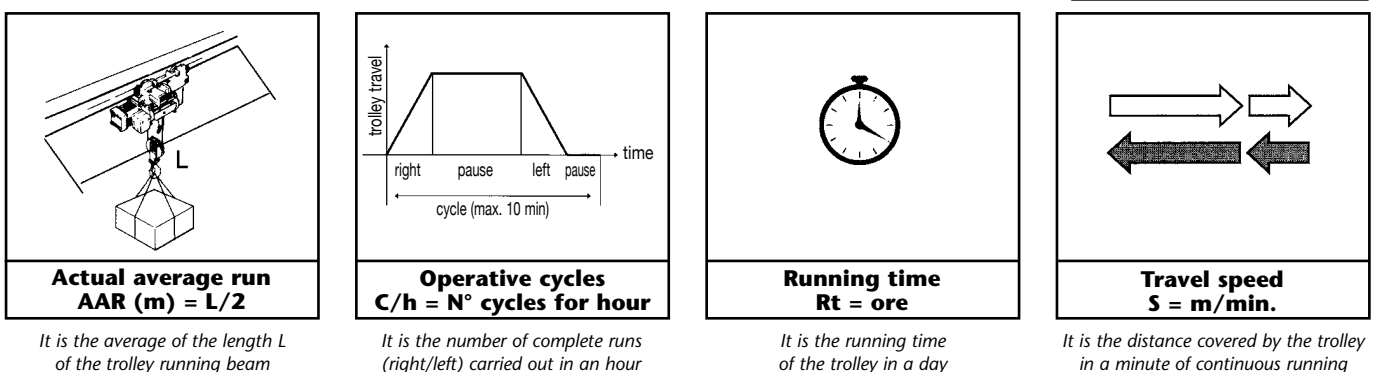 L
trolley travel
time
right pause left pause
cycle (max. 10 min)
Actual average run
AAR (m) = L/2
Operative cycles
C/h = N° cycles for hour
Running time
Rt = ore
Travel speed
S = m/min.
It is the average of the length L
of the trolley running beam
It is the number of complete runs
(right/left) carried out in an hour
It is the running time
of the trolley in a day
It is the distance covered by the trolley
in a minute of continuous running